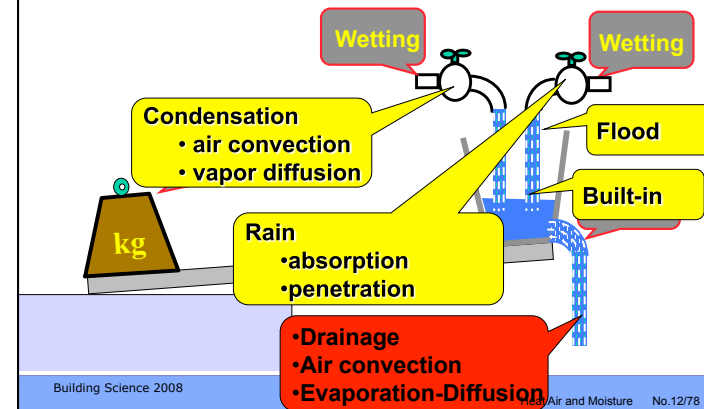 Wetting
Wetting
Condensation
• air convection
• vapor diffusion
Flood
Built-in
kg
Rain
•absorption
•penetration
•Drainage
•Air convection
•Evaporation-Diffusion
Building Science 2008
Heat Air and Moisture No.12/78